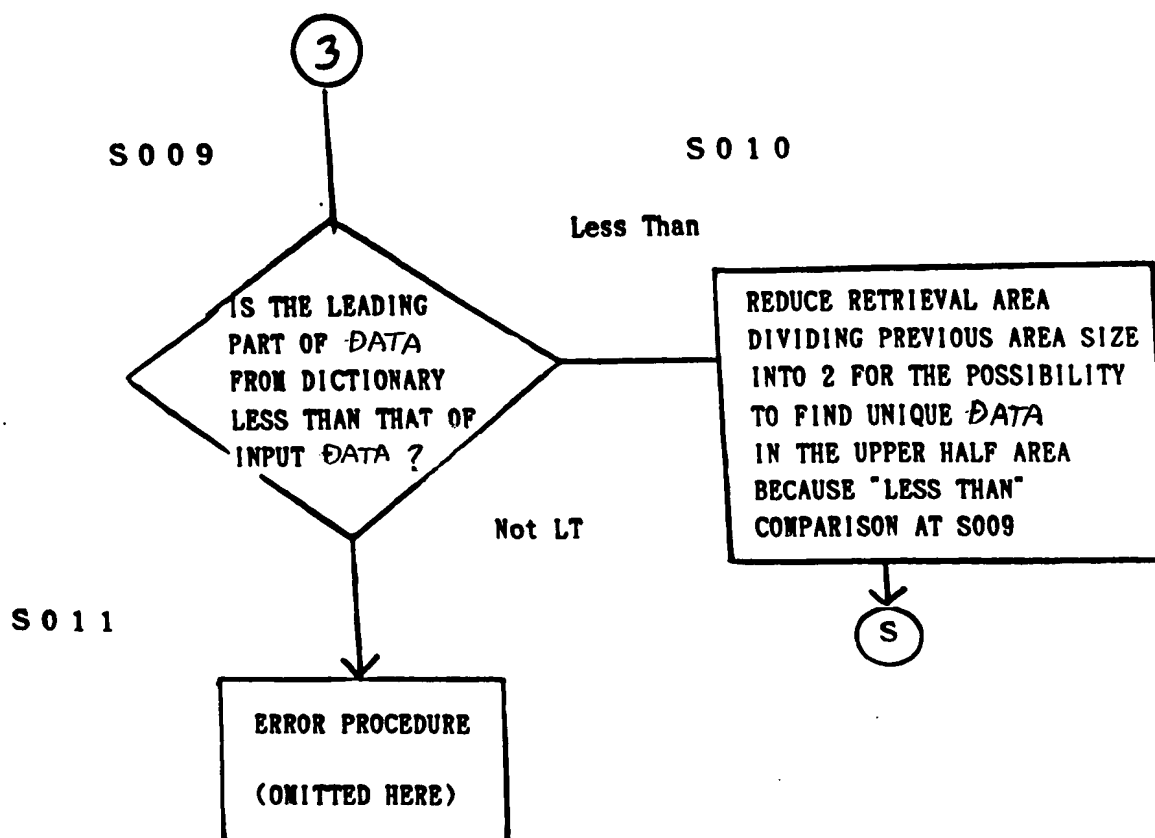 3
S009
S010
Less Than
IS THE LEADING
PART OF DATA
FROM DICTIONARY
LESS THAN THAT OF
INPUT DATA ?
REDUCE RETRIEVAL AREA
DIVIDING PREVIOUS AREA SIZE
INTO 2 FOR THE POSSIBILITY
TO FIND UNIQUE DATA
IN THE UPPER HALF AREA
BECAUSE "LESS THAN"
COMPARISON AT S009
Not LT
S
S011
ERROR PROCEDURE
(OMITTED HERE)